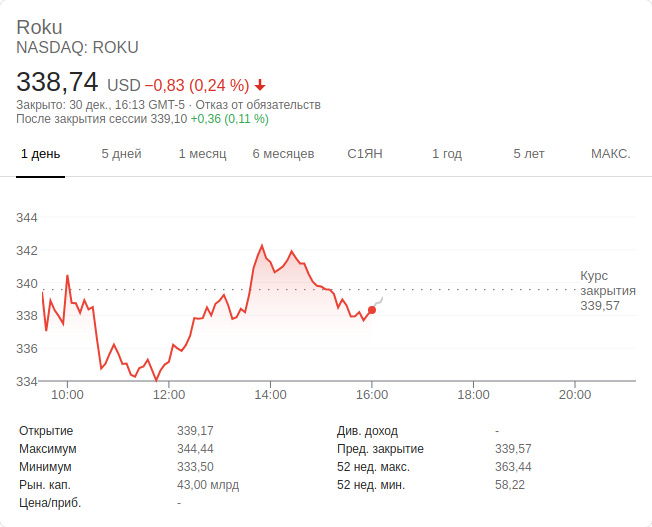 Roku
NASDAQ: ROKU
338,74 USD −0,83 (0,24 %)
Закрыто: 30 дек., 16:13 GMT-5 · Отказ от обязательств
После закрытия сессии 339,10 +0,36 (0,11 %)
1 день 5 дней 1 месяц 6 месяцев С1ЯН 1 год 5 лет МАКС.
344
342
340
338
336
334
Курс
закрытия
339,57
10:00 12:00 14:00 16:00 18:00 20:00
Открытие 339,17 Див. доход -
Максимум 344,44 Пред. закрытие 339,57
Минимум 333,50 52 нед. макс. 363,44
Рын. кап. 43,00 млрд 52 нед. мин. 58,22
Цена/приб. -